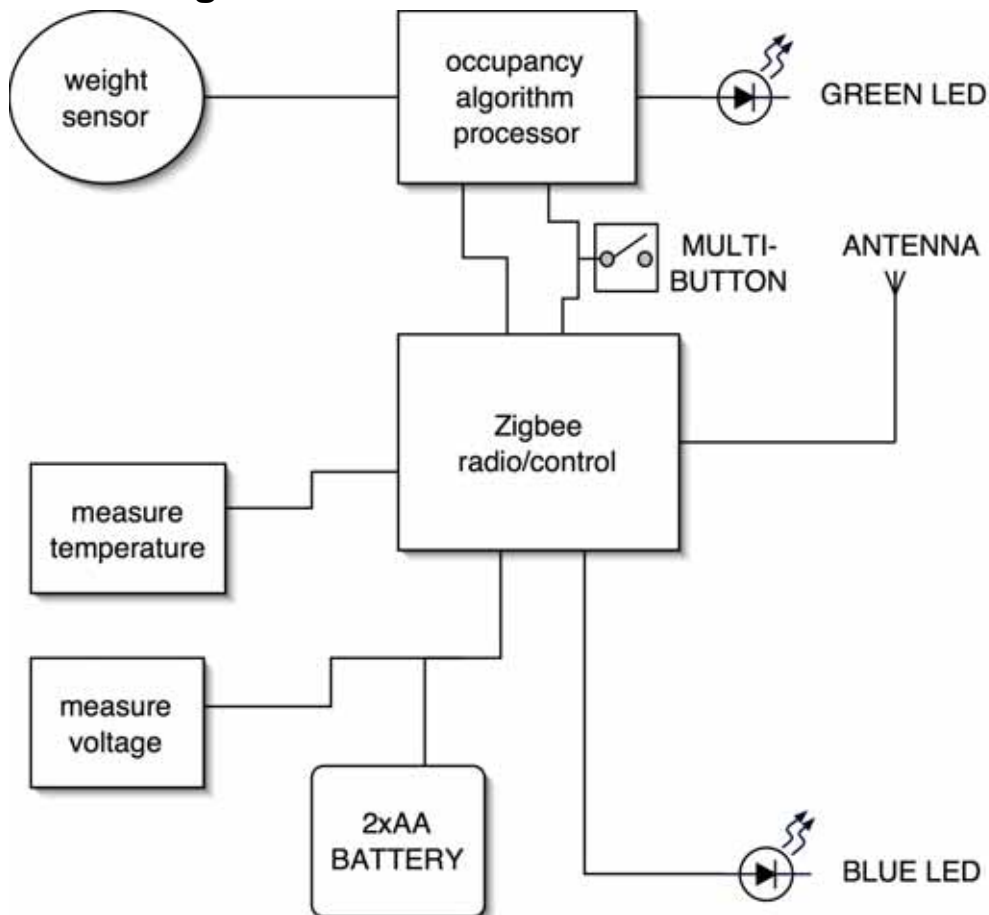 weight
sensor
occupancy
algorithm
processor
GREEN LED
MULTI-
BUTTON
ANTENNA
Zigbee
radio/control
measure
temperature
measure
voltage
2xAA
BATTERY
BLUE LED